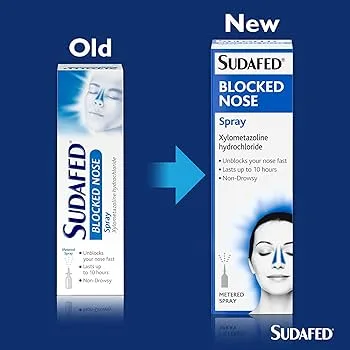 Old
New
SUDAFED
BLOCKED NOSE
Spray
Xylometazoline hydrochloride
Metered
Spray
• Unblocks
your nose fast
• Lasts up
to 10 hours
• Non-Drowsy
SUDAFED®
BLOCKED
NOSE
Spray
Xylometazoline
hydrochloride
• Unblocks your nose fast
• Lasts up to 10 hours
• Non-Drowsy
METERED
SPRAY
SUDAFED®